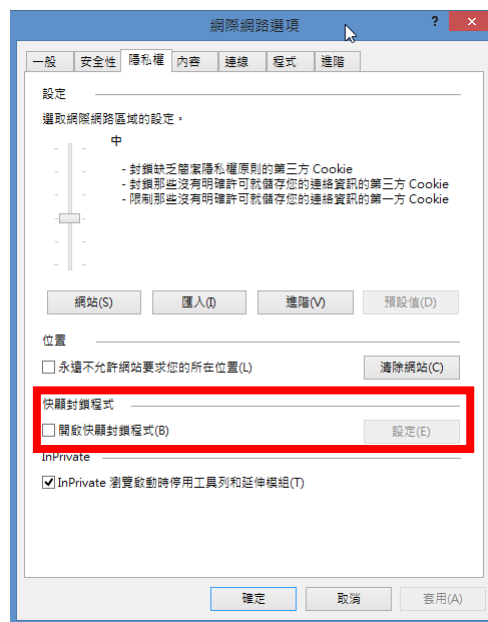 網際網路選項
?
×
一般 安全性 隱私權 內容 連線 程式 進階
設定
選取網際網路區域的設定。
中
- 封鎖缺乏簡潔隱私權原則的第三方 Cookie
- 封鎖那些沒有明確許可就儲存您的連絡資訊的第三方 Cookie
- 限制那些沒有明確許可就儲存您的連絡資訊的第一方 Cookie
網站(S) 匯入(I) 進階(V) 預設值(D)
位置
永遠不允許網站要求您的所在位置(L) 清除網站(C)
快顯封鎖程式
開啟快顯封鎖程式(B) 設定(E)
InPrivate
InPrivate 瀏覽啟動時停用工具列和延伸模組(T)
確定 取消 套用(A)